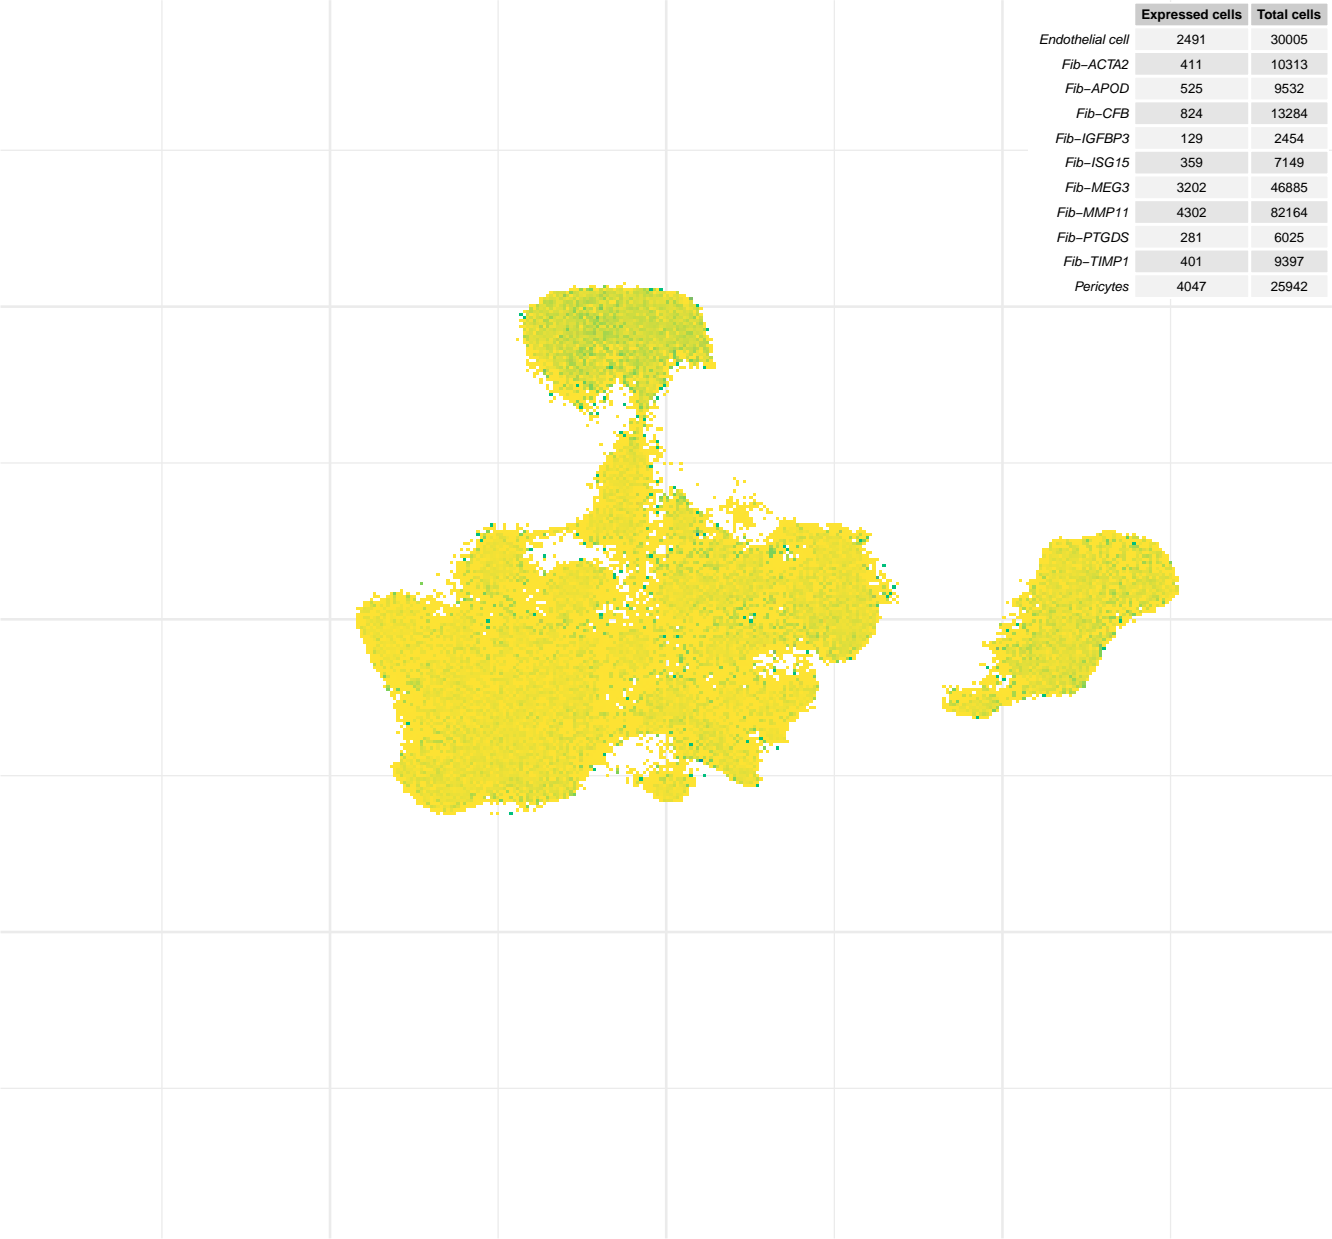 Expressed cells Total cells
Endothelial cell 2491 30005
Fib−ACTA2 411 10313
Fib−APOD 525 9532
Fib−CFB 824 13284
Fib−IGFBP3 129 2454
Fib−ISG15 359 7149
Fib−MEG3 3202 46885
Fib−MMP11 4302 82164
Fib−PTGDS 281 6025
Fib−TIMP1 401 9397
Pericytes 4047 25942